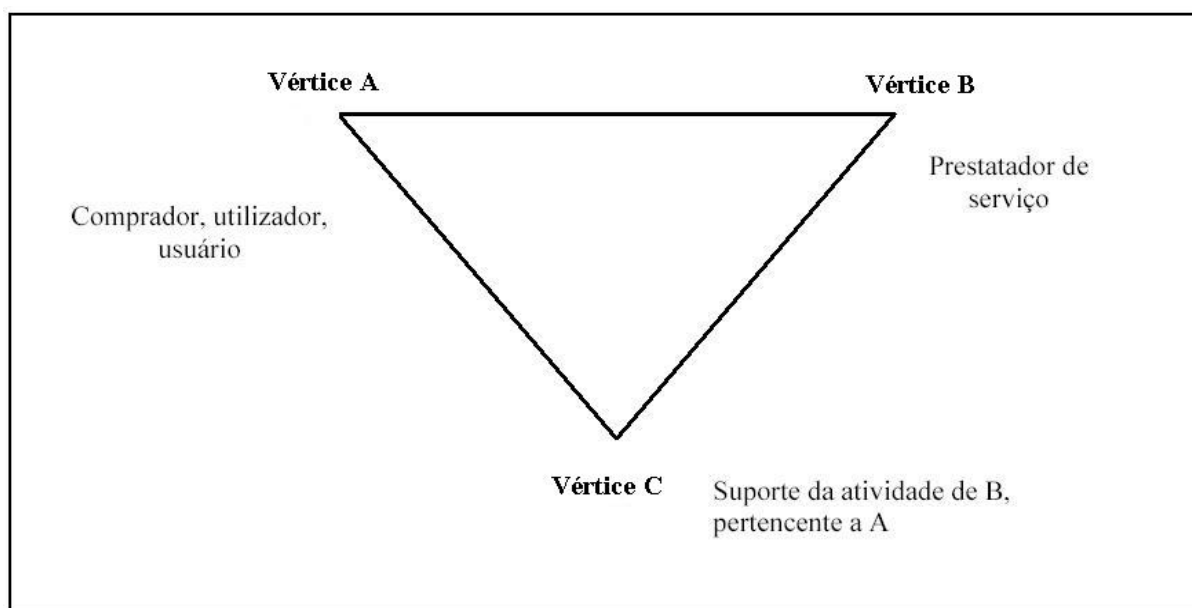 Vértice A
Vértice B
Prestatador de
serviço
Comprador, utilizador,
usuário
Vértice C
Suporte da atividade de B,
pertencente a A